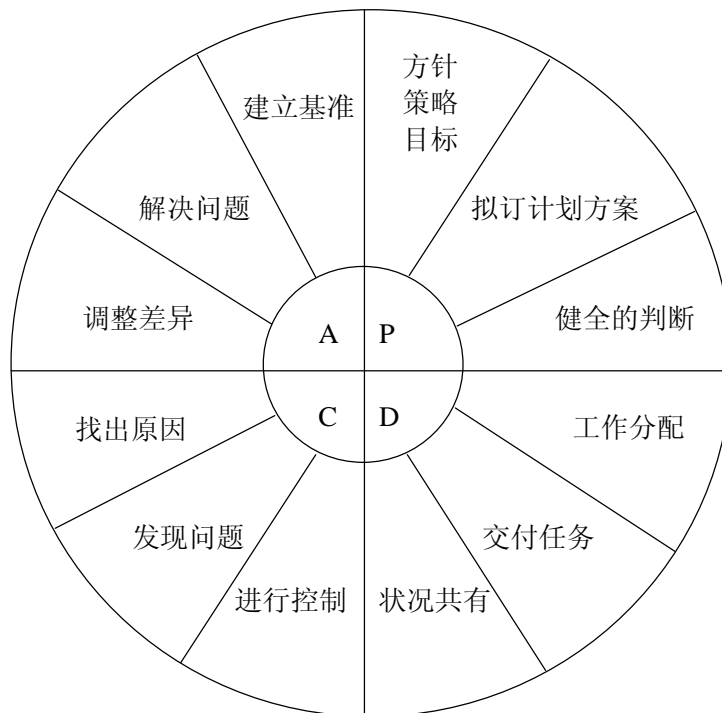 建立基准
方针
策略
目标
解决问题
拟订计划方案
调整差异
A
P
健全的判断
找出原因
C
D
工作分配
发现问题
交付任务
进行控制
状况共有